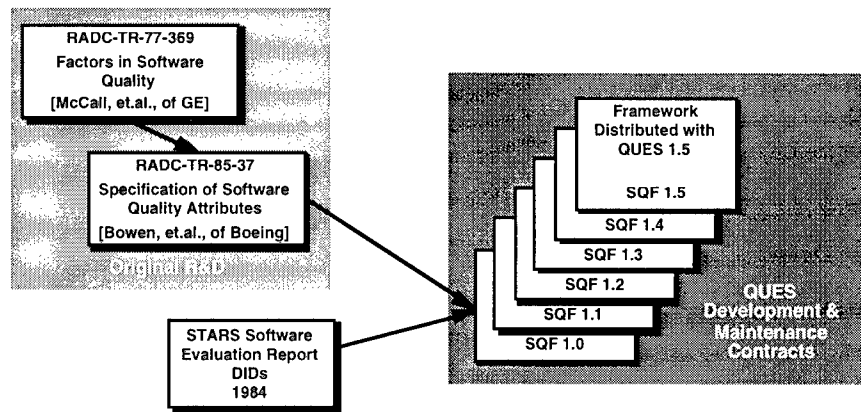 RADC-TR-77-369
Factors in Software
Quality
[McCall, et.al., of GE]
RADC-TR-85-37
Specification of Software
Quality Attributes
[Bowen, et.al., of Boeing]
Original R&D
STARS Software
Evaluation Report
DIDs
1984
Framework
Distributed with
QUES 1.5
SQF 1.5
SQF 1.4
SQF 1.3
SQF 1.2
SQF 1.1
SQF 1.0
QUES
Development &
Maintenance
Contracts